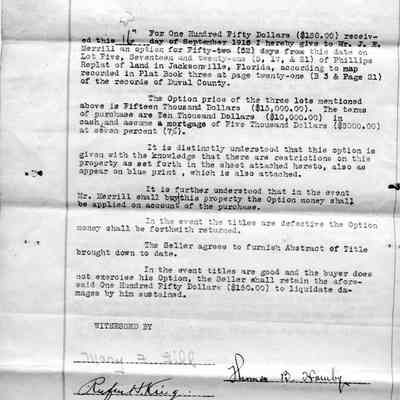 For One Hundred Fifty Dollars ($150.00) receiv-
ed this 16" day of September 1915 I hereby give to Mr. J. E.
Merrill an option for Fifty-two (52) days from this date on
Lot Five, Seventeen and twenty-one (5, 17, & 21) of Phillips
Replat of land in Jacksonville, Florida, according to map
recorded in Plat Book three at page twenty-one (B 3 & Page 21)
of the records of Duval County.
The Option price of the three lots mentioned
above is Fifteen Thousand Dollars ($15,000.00). The terms
of purchase are Ten Thousand Dollars ($10,000.00) in
cash and assume a mortgage of Five Thousand Dollars ($5000.00)
at seven percent (7%).
It is distinctly understood that this option is
given with the knowledge that there are restrictions on this
property as set forth in the sheet attached hereto, also as
appear on blue print , which is also attached.
It is further understood that in the event
Mr. Merrill shall buy this property the Option money shall
be applied on account of the purchase.
In the event the titles are defective the Option
money shall be forthwith returned.
The Seller agrees to furnish Abstract of Title
brought down to date.
In the event titles are good and the buyer does
not exercise his Option, the Seller shall retain the afore-
said One Hundred Fifty Dollars ($150.00) to liquidate da-
mages by him sustained.
WITNESSED BY
Thomas B. Hamby
Rufus H. King